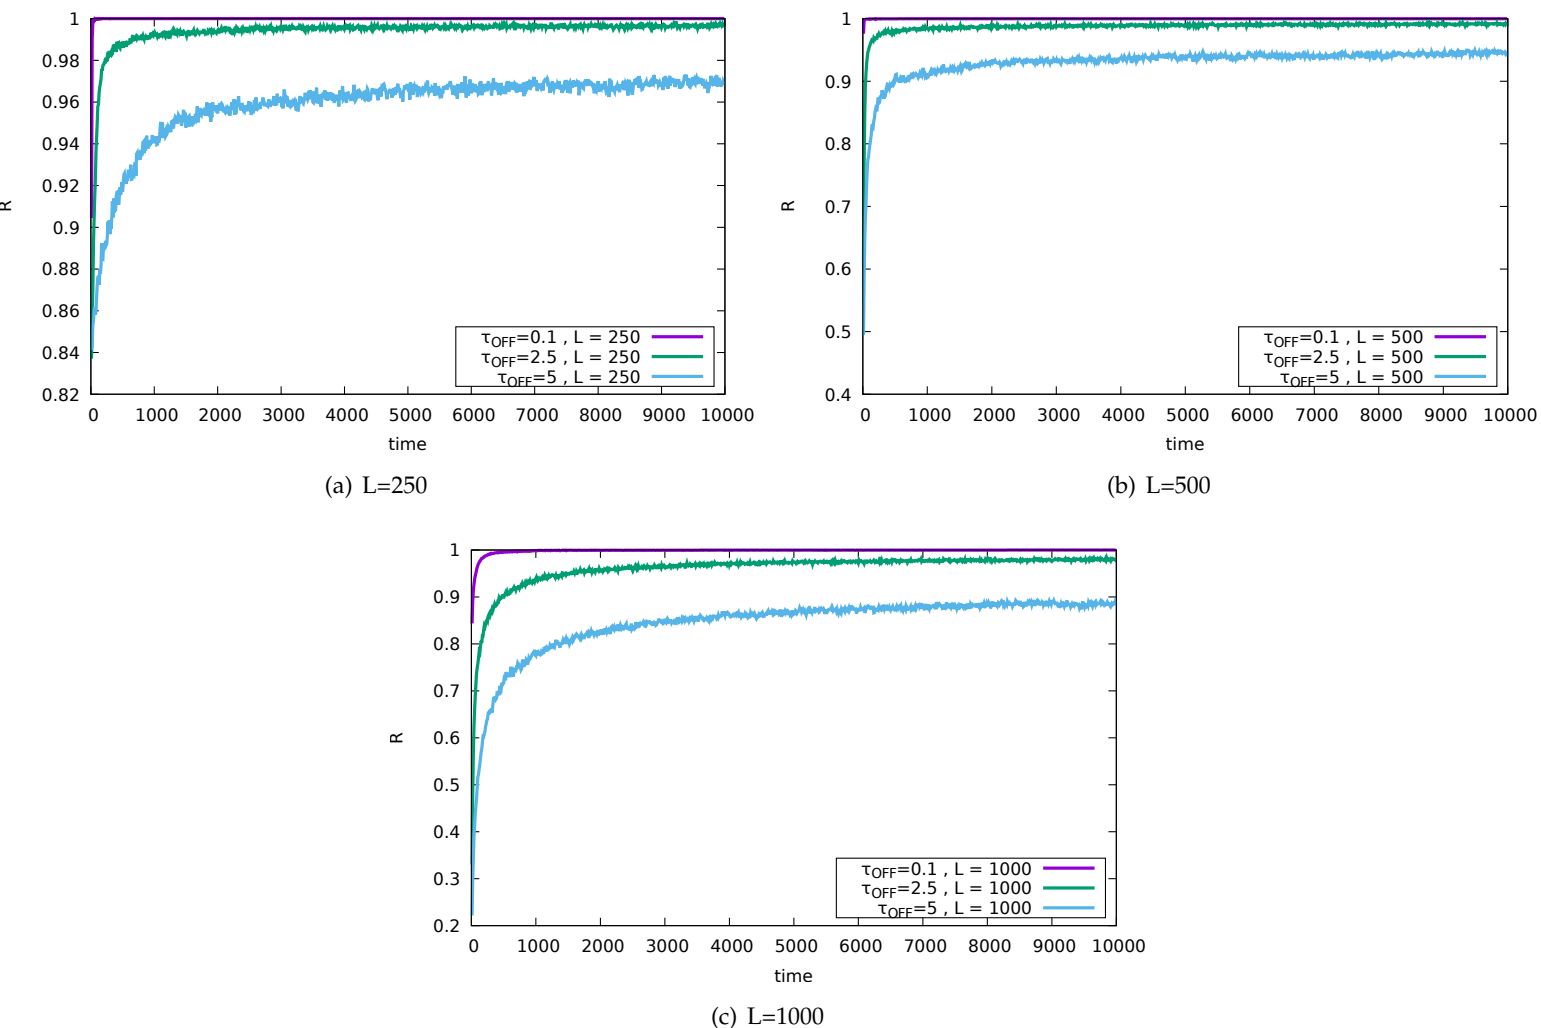 1
0.98
0.96
0.94
0.92
0.9
0.88
0.86
0.84
0.82
R
0 1000 2000 3000 4000 5000 6000 7000 8000 9000 10000
time
τOFF=0.1 , L = 250
τOFF=2.5 , L = 250
τOFF=5 , L = 250
(a) L=250
1
0.9
0.8
0.7
0.6
0.5
0.4
R
0 1000 2000 3000 4000 5000 6000 7000 8000 9000 10000
time
τOFF=0.1 , L = 500
τOFF=2.5 , L = 500
τOFF=5 , L = 500
(b) L=500
1
0.9
0.8
0.7
0.6
0.5
0.4
0.3
0.2
R
0 1000 2000 3000 4000 5000 6000 7000 8000 9000 10000
time
τOFF=0.1 , L = 1000
τOFF=2.5 , L = 1000
τOFF=5 , L = 1000
(c) L=1000